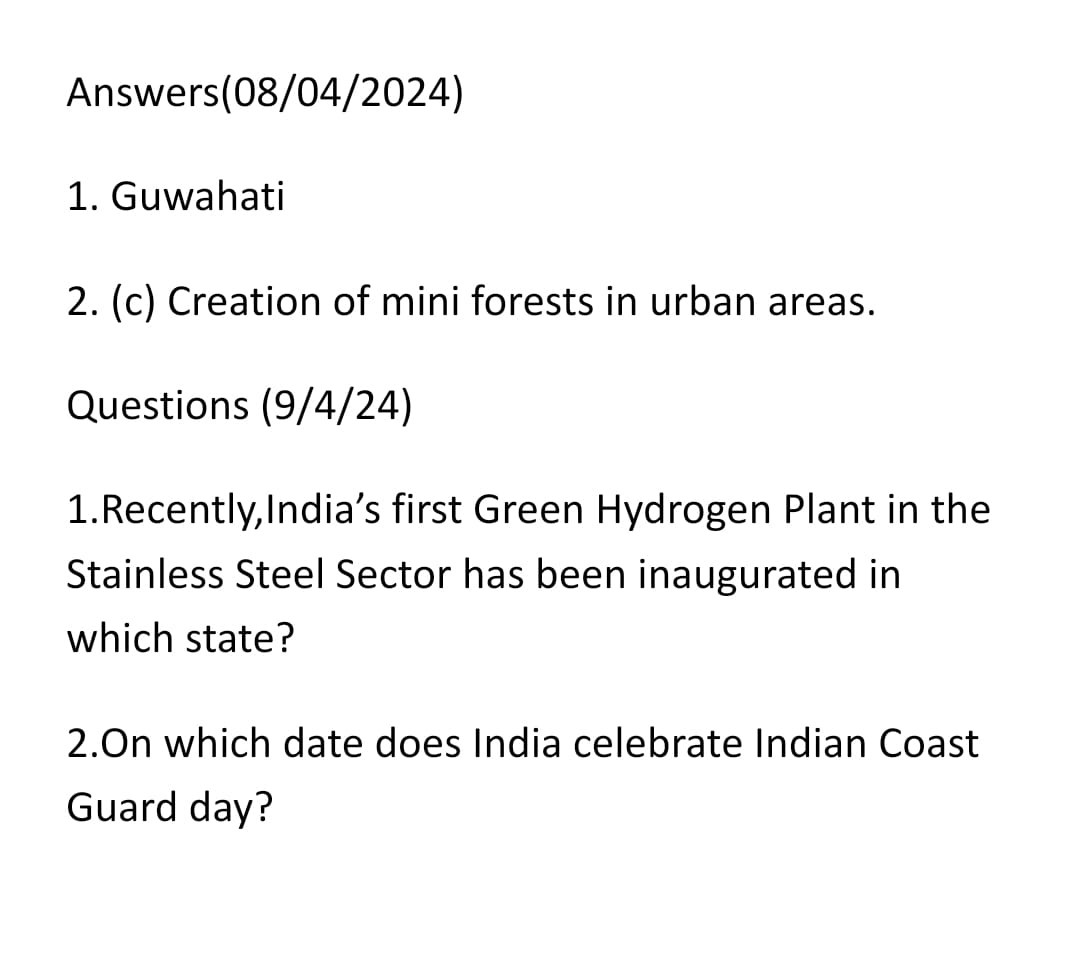 Answers(08/04/2024)
1. Guwahati
2. (c) Creation of mini forests in urban areas.
Questions (9/4/24)
1.Recently,India’s first Green Hydrogen Plant in the
Stainless Steel Sector has been inaugurated in
which state?
2.On which date does India celebrate Indian Coast
Guard day?